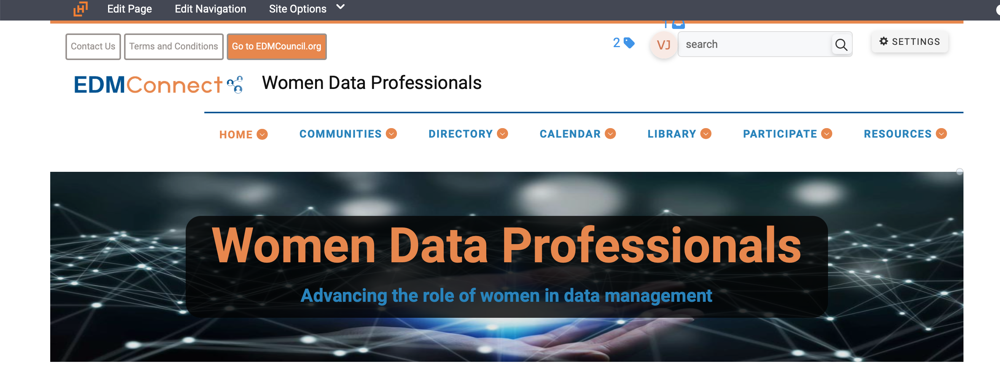 Edit Page Edit Navigation Site Options
Contact Us Terms and Conditions Go to EDMCouncil.org 2 VJ search SETTINGS
EDMConnect Women Data Professionals
HOME COMMUNITIES DIRECTORY CALENDAR LIBRARY PARTICIPATE RESOURCES
Women Data Professionals
Advancing the role of women in data management